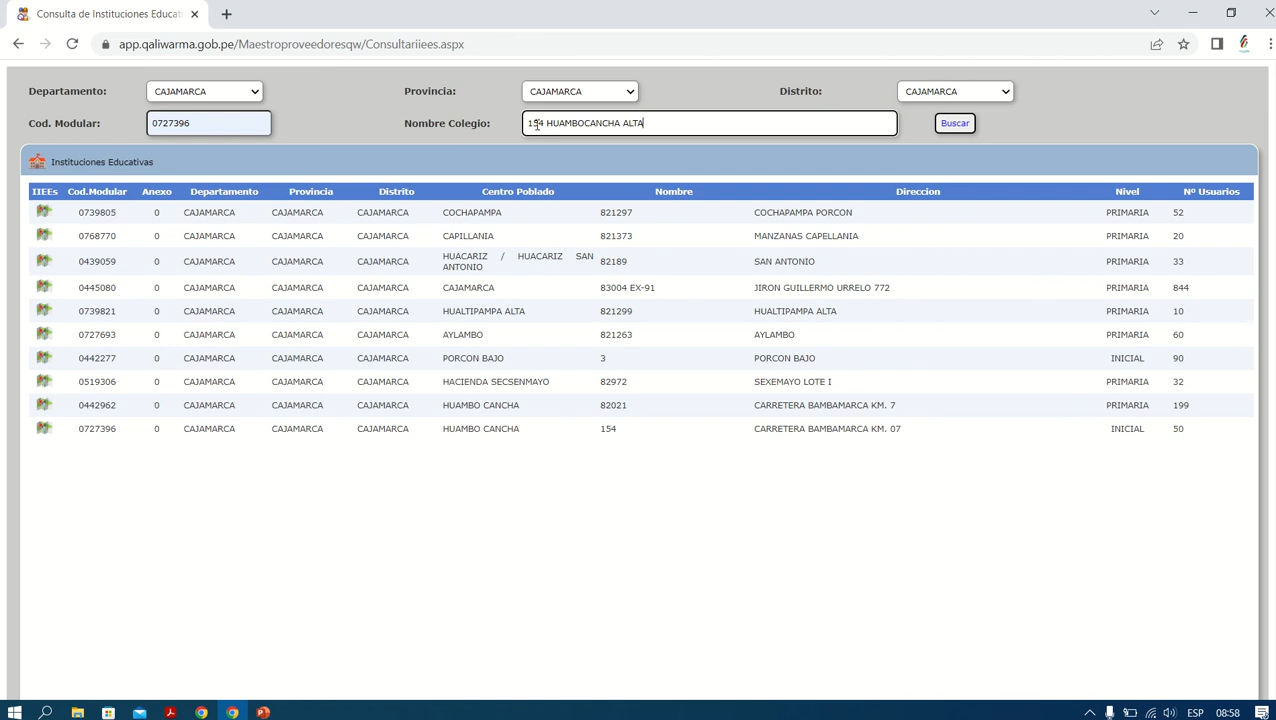 Consulta de Instituciones Educati
app.qaliwarma.gob.pe/Maestroproveedoresqw/Consultariiees.aspx
Departamento: CAJAMARCA Provincia: CAJAMARCA Distrito: CAJAMARCA
Cod. Modular: 0727396 Nombre Colegio: 154 HUAMBOCANCHA ALTA Buscar
Instituciones Educativas
IIEEs Cod.Modular Anexo Departamento Provincia Distrito Centro Poblado Nombre Direccion Nivel Nº Usuarios
0739805 0 CAJAMARCA CAJAMARCA CAJAMARCA COCHAPAMPA 821297 COCHAPAMPA PORCON PRIMARIA 52
0768770 0 CAJAMARCA CAJAMARCA CAJAMARCA CAPILLANIA 821373 MANZANAS CAPELLANIA PRIMARIA 20
0439059 0 CAJAMARCA CAJAMARCA CAJAMARCA HUACARIZ / HUACARIZ SAN ANTONIO 82189 SAN ANTONIO PRIMARIA 33
0445080 0 CAJAMARCA CAJAMARCA CAJAMARCA CAJAMARCA 83004 EX-91 JIRON GUILLERMO URRELO 772 PRIMARIA 844
0739821 0 CAJAMARCA CAJAMARCA CAJAMARCA HUALTIPAMPA ALTA 821299 HUALTIPAMPA ALTA PRIMARIA 10
0727693 0 CAJAMARCA CAJAMARCA CAJAMARCA AYLAMBO 821263 AYLAMBO PRIMARIA 60
0442277 0 CAJAMARCA CAJAMARCA CAJAMARCA PORCON BAJO 3 PORCON BAJO INICIAL 90
0519306 0 CAJAMARCA CAJAMARCA CAJAMARCA HACIENDA SECSENMAYO 82972 SEXEMAYO LOTE I PRIMARIA 32
0442962 0 CAJAMARCA CAJAMARCA CAJAMARCA HUAMBO CANCHA 82021 CARRETERA BAMBAMARCA KM. 7 PRIMARIA 199
0727396 0 CAJAMARCA CAJAMARCA CAJAMARCA HUAMBO CANCHA 154 CARRETERA BAMBAMARCA KM. 07 INICIAL 50
ESP 08:58